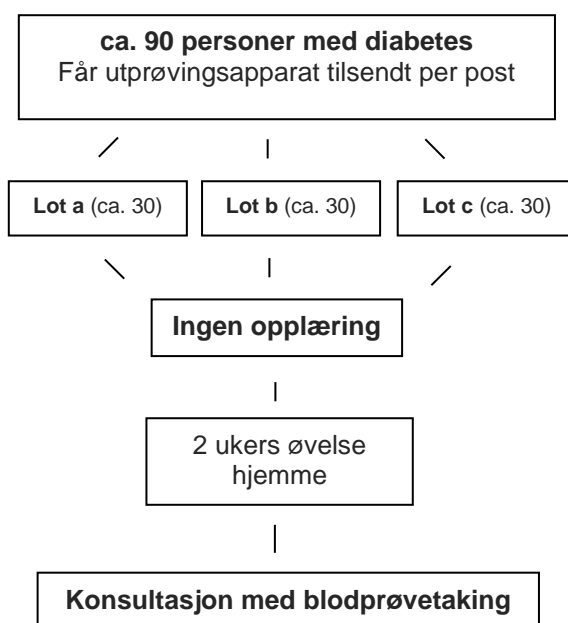 ca. 90 personer med diabetes
Får utprøvingsapparat tilsendt per post
Lot a (ca. 30)
Lot b (ca. 30)
Lot c (ca. 30)
Ingen opplæring
2 ukers øvelse
hjemme
Konsultasjon med blodprøvetaking